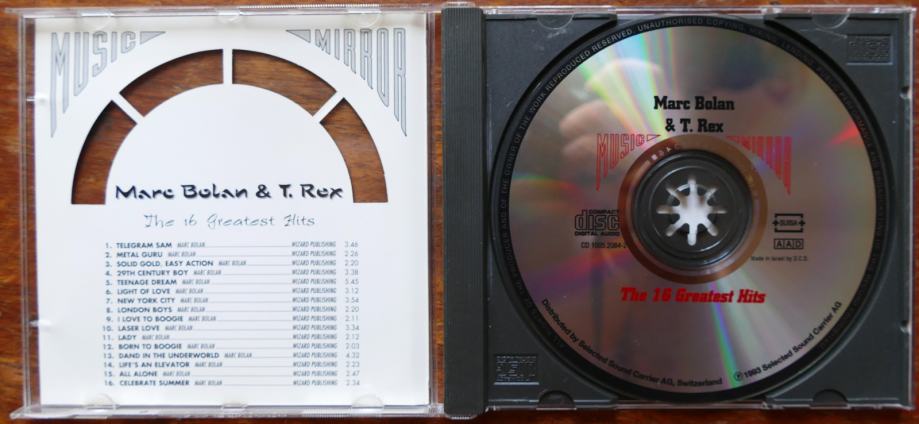 MUSIC MIRROR
Marc Bolan & T. Rex
The 16 Greatest Hits
1. TELEGRAM SAM MARC BOLAN WIZARD PUBLISHING 3.46
2. METAL GURU MARC BOLAN WIZARD PUBLISHING 2.26
3. SOLID GOLD, EASY ACTION MARC BOLAN WIZARD PUBLISHING 2.20
4. 29TH CENTURY BOY MARC BOLAN WIZARD PUBLISHING 3.38
5. TEENAGE DREAM MARC BOLAN WIZARD PUBLISHING 5.45
6. LIGHT OF LOVE MARC BOLAN WIZARD PUBLISHING 3.12
7. NEW YORK CITY MARC BOLAN WIZARD PUBLISHING 3.54
8. LONDON BOYS MARC BOLAN WIZARD PUBLISHING 2.20
9. I LOVE TO BOOGIE MARC BOLAN WIZARD PUBLISHING 2.11
10. LASER LOVE MARC BOLAN WIZARD PUBLISHING 3.34
11. LADY MARC BOLAN WIZARD PUBLISHING 2.12
12. BORN TO BOOGIE MARC BOLAN WIZARD PUBLISHING 2.03
13. DAND IN THE UNDERWORLD MARC BOLAN WIZARD PUBLISHING 4.32
14. LIFE'S AN ELEVATOR MARC BOLAN WIZARD PUBLISHING 2.23
15. ALL ALONE MARC BOLAN WIZARD PUBLISHING 2.47
16. CELEBRATE SUMMER MARC BOLAN WIZARD PUBLISHING 2.34
Marc Bolan
& T. Rex
MUSIC MIRROR
COMPACT
disc
DIGITAL AUDIO
CD 1005.2084-2
SUISA
AAD
Made in Israel by D.C.S.
The 16 Greatest Hits
OF THE OWNER OF THE WORK REPRODUCED RESERVED. UNAUTHORISED COPYING,
Distributed by Selected Sound Carrier AG, Switzerland
℗ 1993 Selected Sound Carrier AG